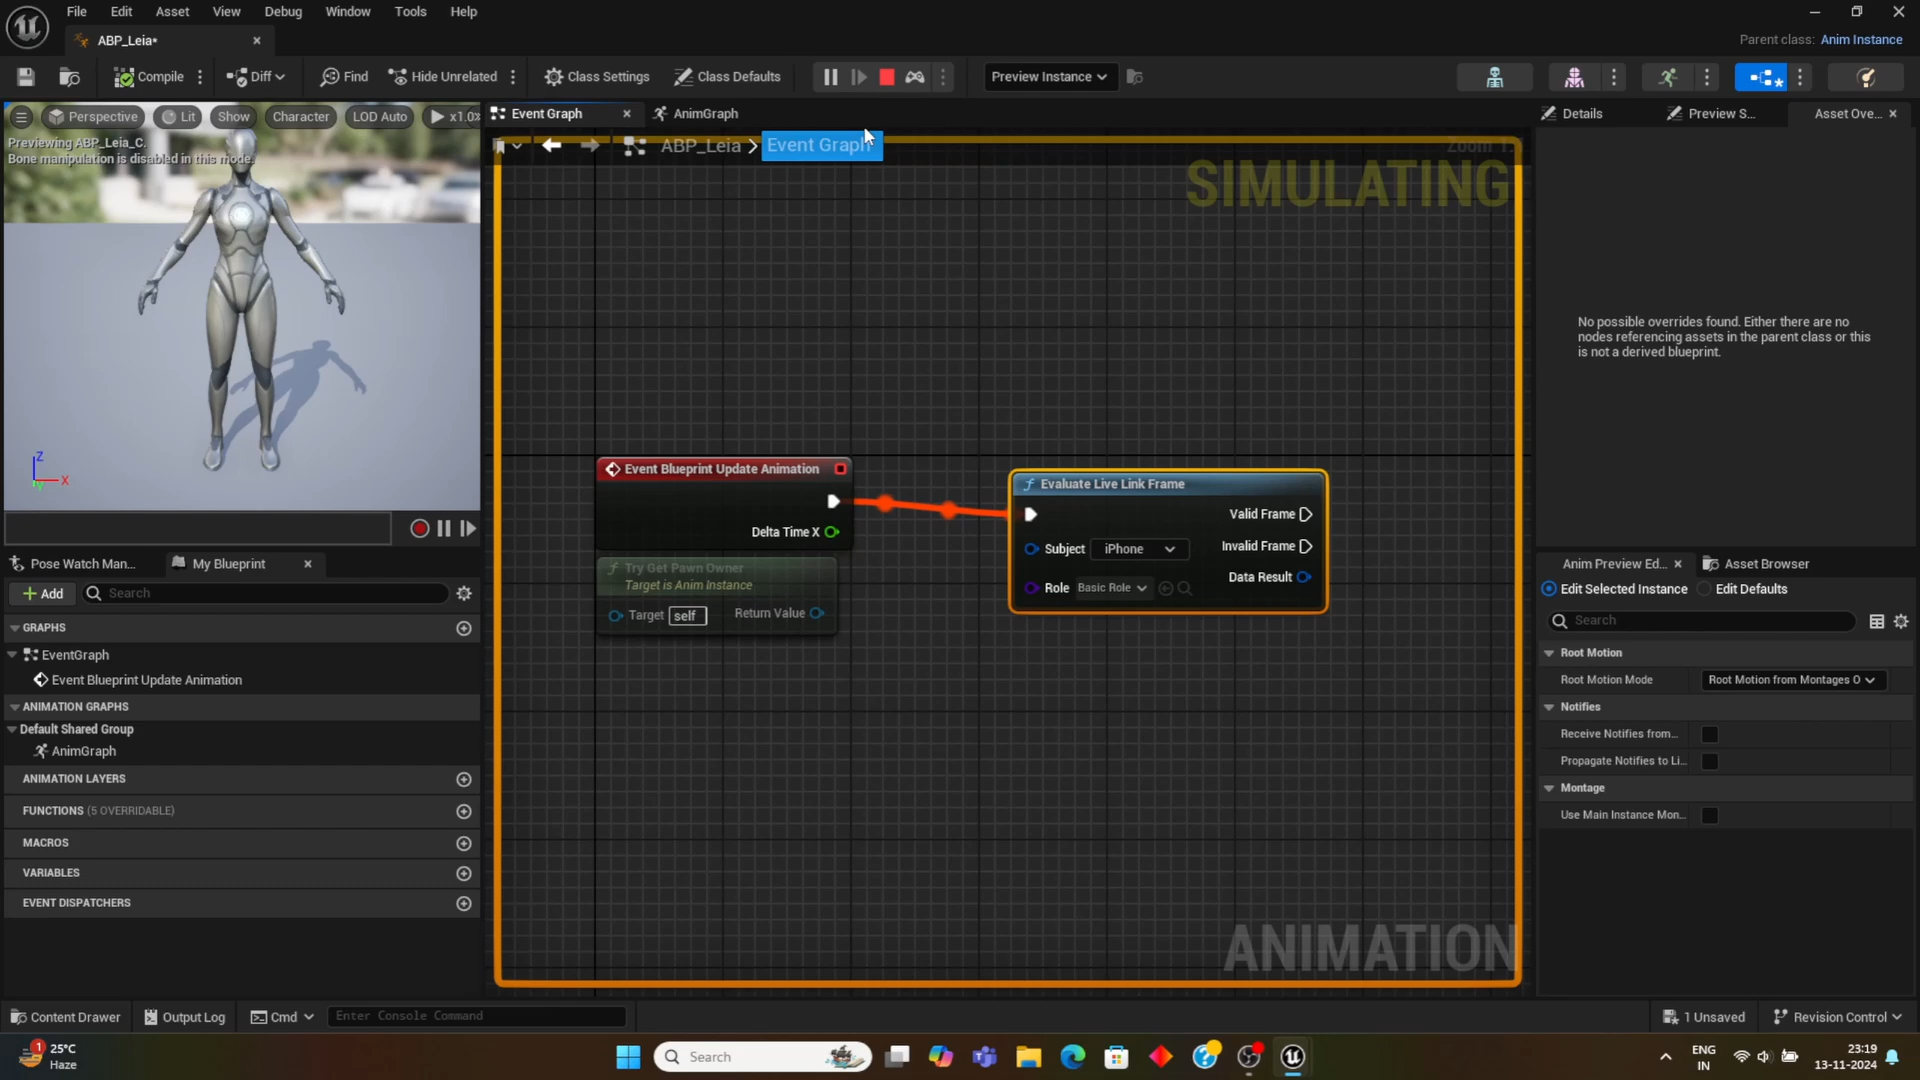 File Edit Asset View Debug Window Tools Help
ABP_Leia*
Parent class: Anim Instance
Compile Diff Find Hide Unrelated Class Settings Class Defaults Preview Instance
Perspective Lit Show Character LOD Auto x1.0
Previewing ABP_Leia_C.
Bone manipulation is disabled in this mode.
Z
X
Y
Event Graph AnimGraph
ABP_Leia > Event Graph
SIMULATING
Event Blueprint Update Animation
Delta Time X
Try Get Pawn Owner
Target is Anim Instance
Target self Return Value
Evaluate Live Link Frame
Valid Frame
Subject iPhone Invalid Frame
Data Result
Role Basic Role
ANIMATION
Details Preview S... Asset Ove...
No possible overrides found. Either there are no
nodes referencing assets in the parent class or this
is not a derived blueprint.
Pose Watch Man... My Blueprint
+ Add Search
GRAPHS
EventGraph
Event Blueprint Update Animation
ANIMATION GRAPHS
Default Shared Group
AnimGraph
ANIMATION LAYERS
FUNCTIONS (5 OVERRIDABLE)
MACROS
VARIABLES
EVENT DISPATCHERS
Anim Preview Ed... Asset Browser
Edit Selected Instance Edit Defaults
Search
Root Motion
Root Motion Mode Root Motion from Montages O
Notifies
Receive Notifies from...
Propagate Notifies to Li...
Montage
Use Main Instance Mon...
Content Drawer Output Log Cmd Enter Console Command 1 Unsaved Revision Control
1
25°C
Haze
Search
ENG
IN
23:19
13-11-2024